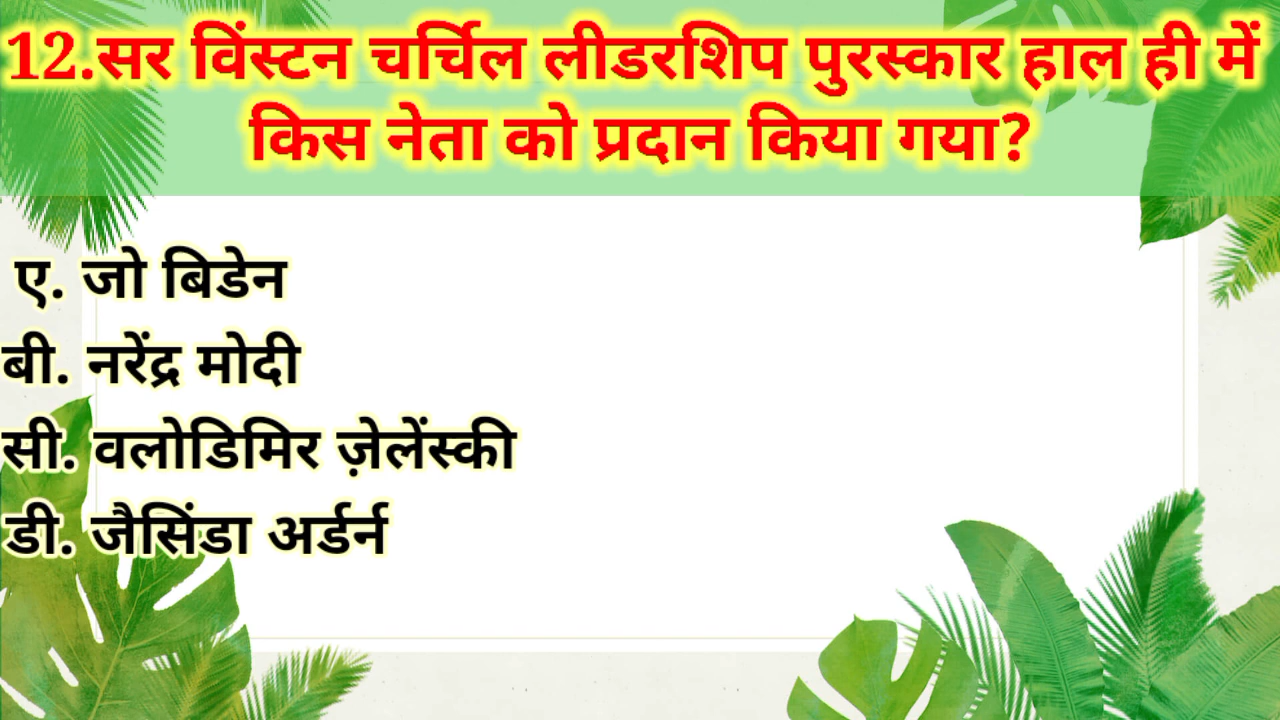 12.सर विंस्टन चर्चिल लीडरशिप पुरस्कार हाल ही में
किस नेता को प्रदान किया गया?
ए. जो बिडेन
बी. नरेंद्र मोदी
सी. वलोडिमिर ज़ेलेंस्की
डी. जैसिंडा अर्डर्न